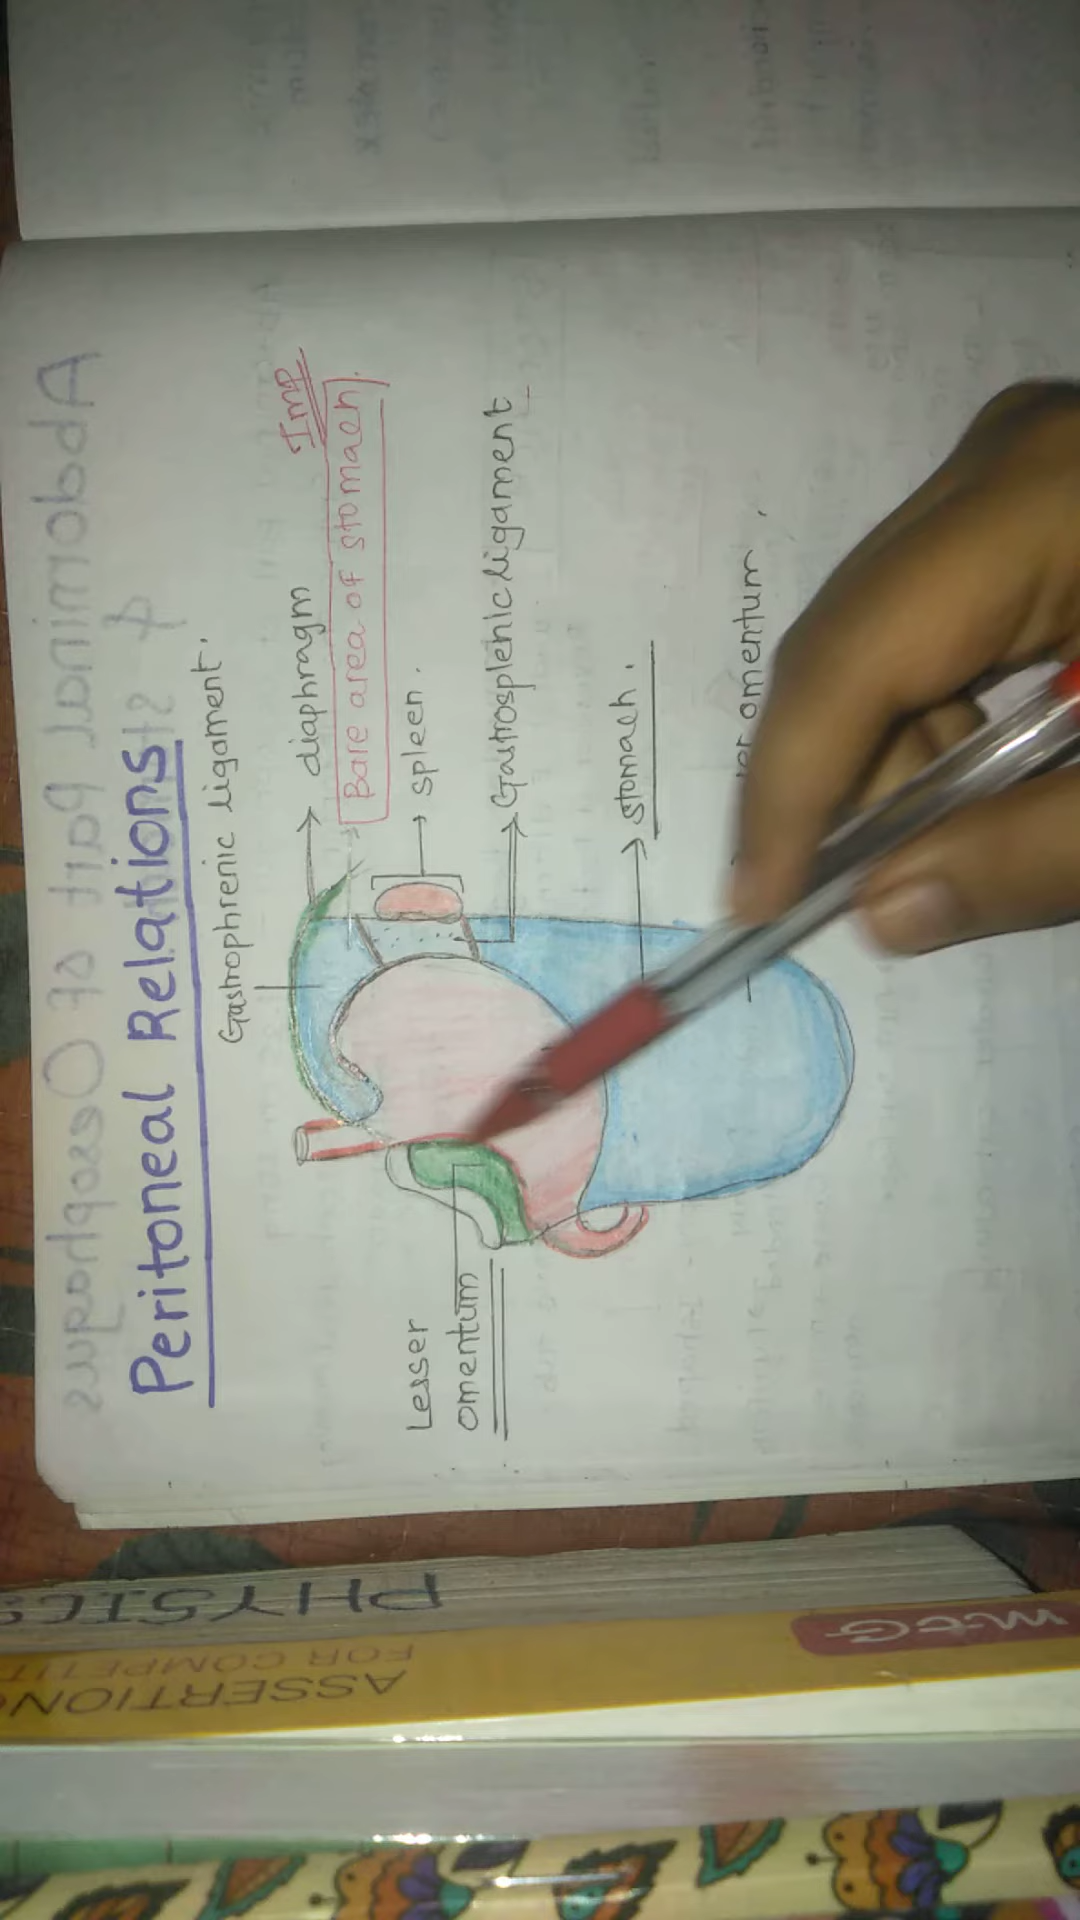 Abdominal Part of Oesophagus
&
Peritoneal Relations
Gastrophrenic ligament.
diaphragm
Imp
Bare area of stomach.
spleen.
Gastrosplenic ligament
Lesser
omentum
stomach.
omentum.
PHYSICS
ASSERTION
MTG